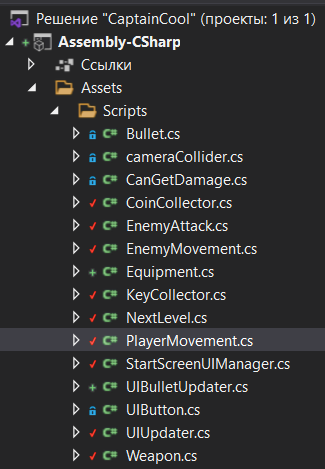 Решение "CaptainCool" (проекты: 1 из 1)
Assembly-CSharp
Ссылки
Assets
Scripts
C# Bullet.cs
C# cameraCollider.cs
C# CanGetDamage.cs
C# CoinCollector.cs
C# EnemyAttack.cs
C# EnemyMovement.cs
C# Equipment.cs
C# KeyCollector.cs
C# NextLevel.cs
C# PlayerMovement.cs
C# StartScreenUIManager.cs
C# UIBulletUpdater.cs
C# UIButton.cs
C# UIUpdater.cs
C# Weapon.cs